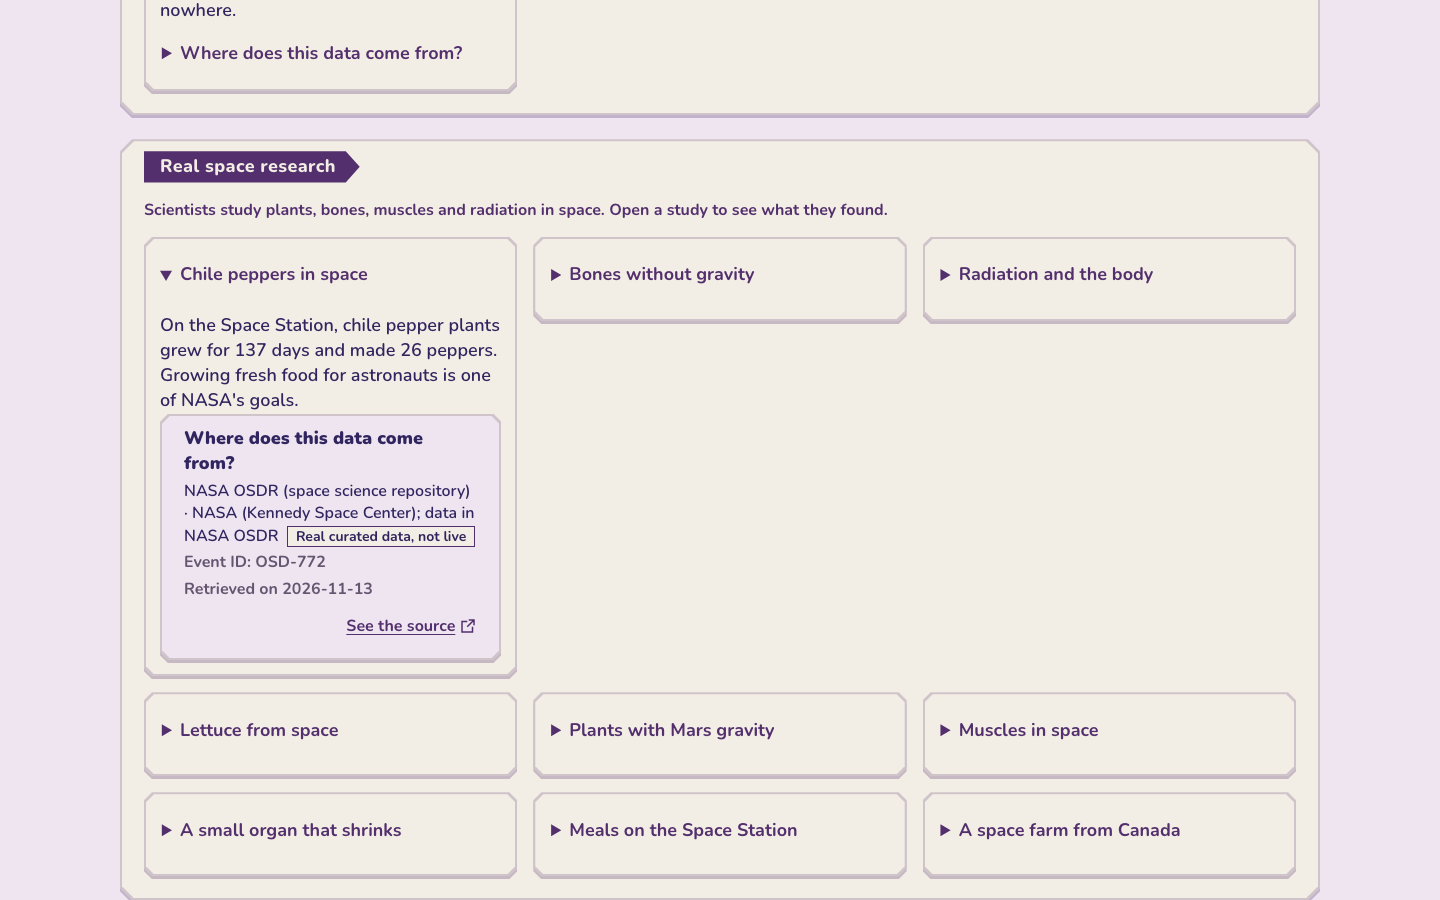 nowhere.
Where does this data come from?
Real space research
Scientists study plants, bones, muscles and radiation in space. Open a study to see what they found.
Chile peppers in space
On the Space Station, chile pepper plants
grew for 137 days and made 26 peppers.
Growing fresh food for astronauts is one
of NASA's goals.
Where does this data come
from?
NASA OSDR (space science repository)
· NASA (Kennedy Space Center); data in
NASA OSDR Real curated data, not live
Event ID: OSD-772
Retrieved on 2026-11-13
See the source
Bones without gravity
Radiation and the body
Lettuce from space
Plants with Mars gravity
Muscles in space
A small organ that shrinks
Meals on the Space Station
A space farm from Canada